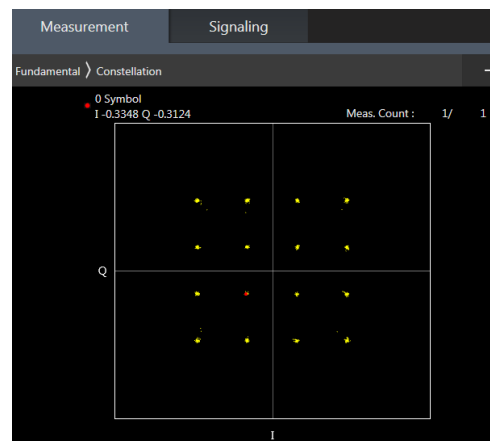 Measurement Signaling
Fundamental 〉 Constellation
0 Symbol
I -0.3348 Q -0.3124 Meas. Count : 1/ 1
Q
I